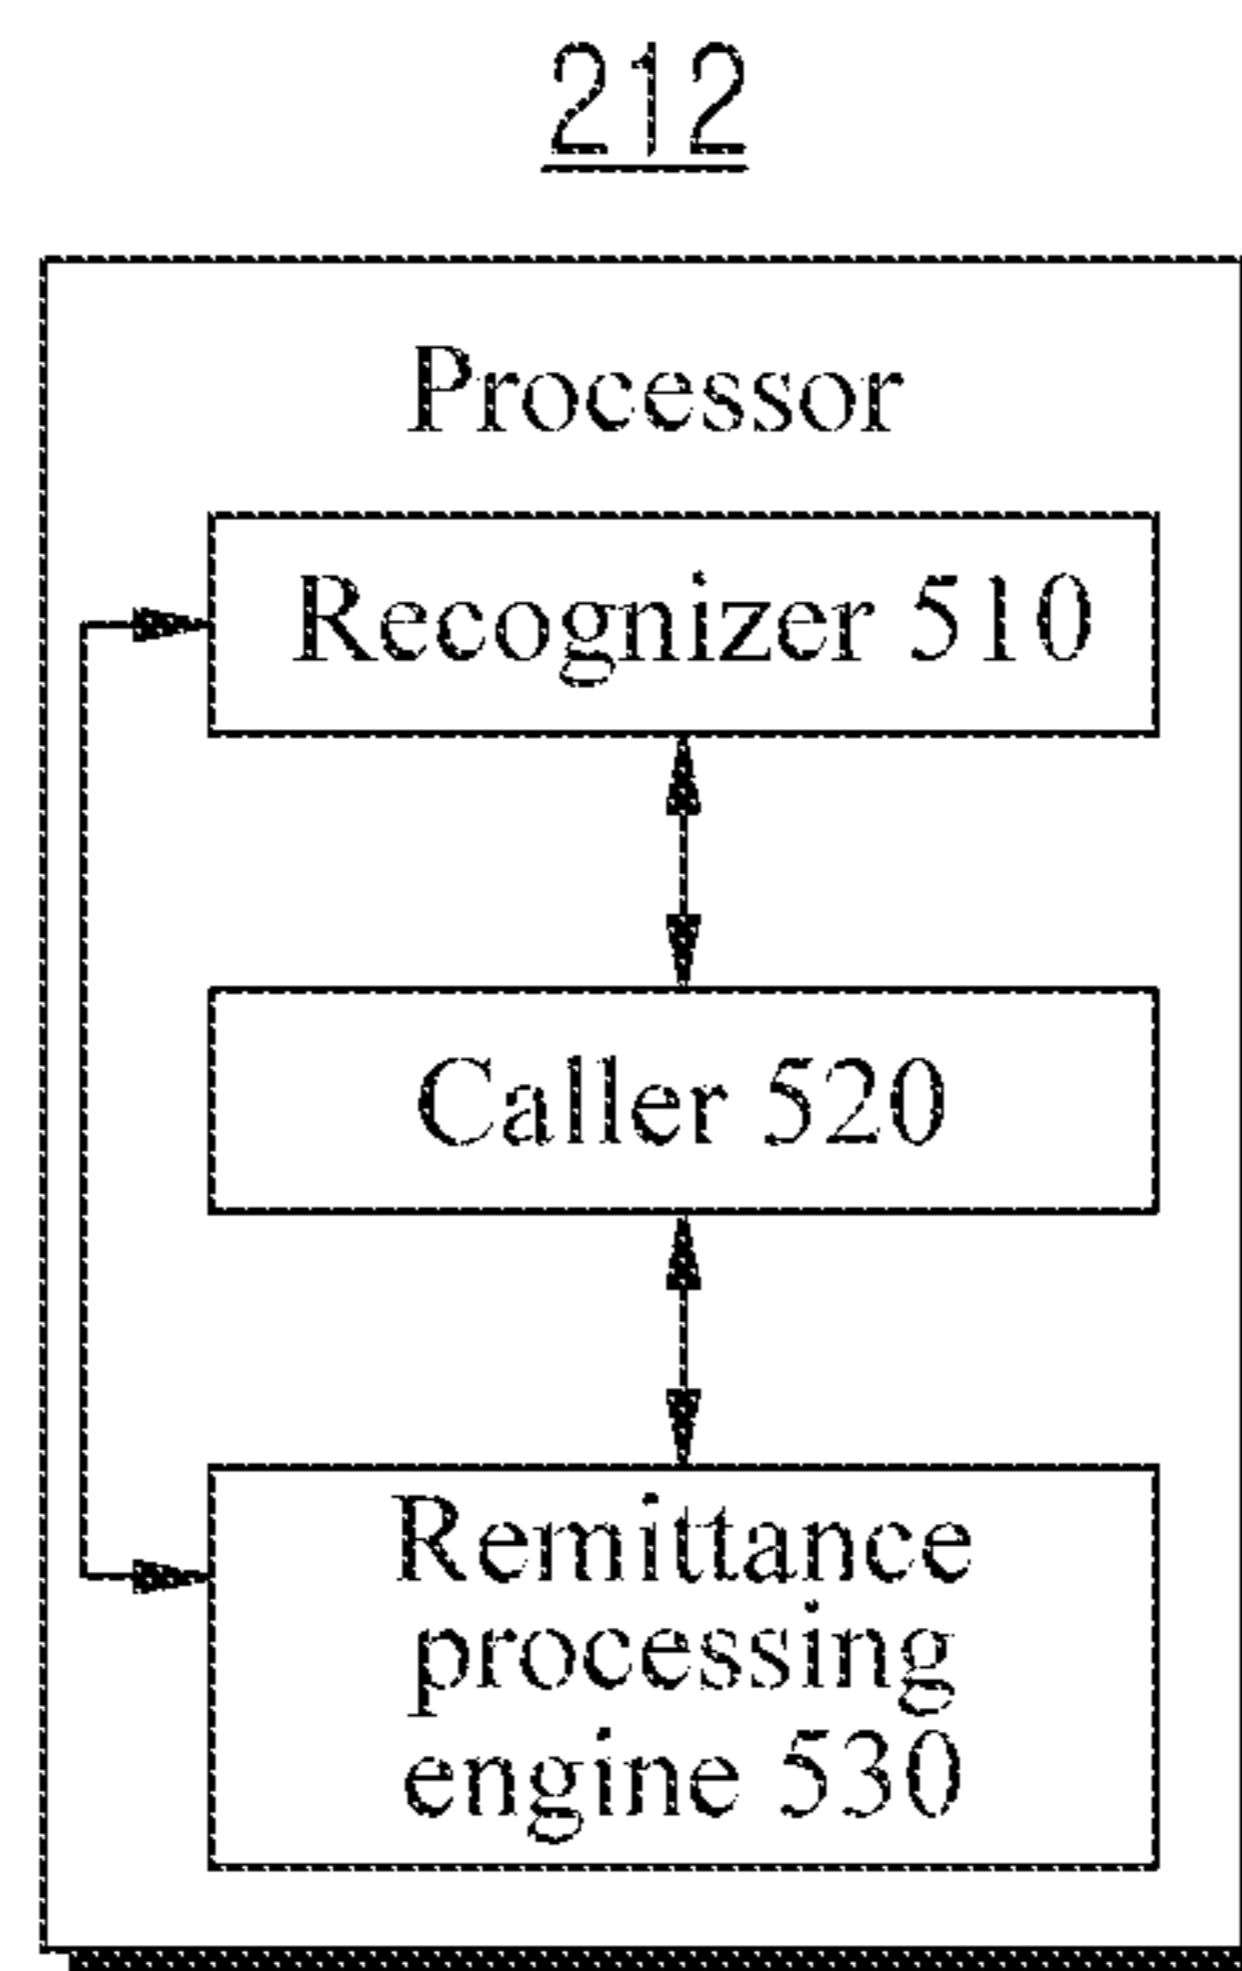 212
Processor
Recognizer 510
Caller 520
Remittance
processing
engine 530